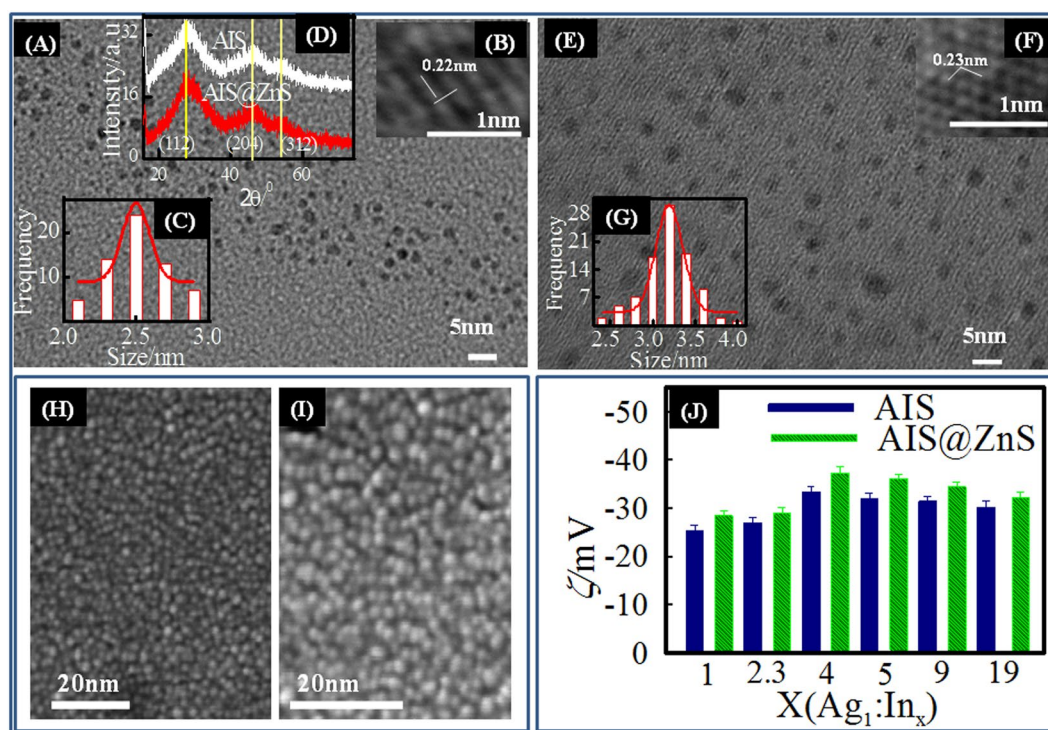 (A)
32
(D)
AIS
Intensity/a.u
16
AIS@ZnS
0
(112)
(204)
(312)
20
40
60
2θ/⁰
(B)
0.22nm
1nm
(C)
Frequency
20
10
2.0
2.5
3.0
Size/nm
5nm
(E)
(F)
0.23nm
1nm
(G)
Frequency
28
21
14
7
2.5
3.0
3.5
4.0
Size/nm
5nm
(H)
20nm
(I)
20nm
(J)
AIS
AIS@ZnS
ζ/mV
-50
-40
-30
-20
-10
0
1
2.3
4
5
9
19
X(Ag₁:Inₓ)